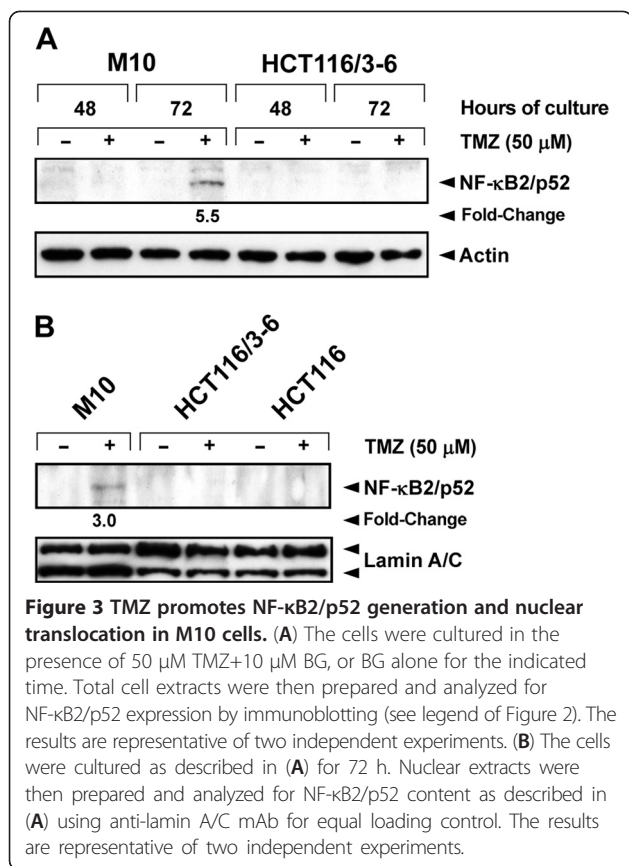 A
M10 HCT116/3-6
48 72 48 72 Hours of culture
– + – + – + – + TMZ (50 μM)
◄ NF-κB2/p52
5.5 ◄ Fold-Change
◄ Actin
B
M10 HCT116/3-6 HCT116
– + – + – + TMZ (50 μM)
◄ NF-κB2/p52
3.0 ◄ Fold-Change
◄ Lamin A/C
Figure 3 TMZ promotes NF-κB2/p52 generation and nuclear
translocation in M10 cells. (A) The cells were cultured in the
presence of 50 μM TMZ+10 μM BG, or BG alone for the indicated
time. Total cell extracts were then prepared and analyzed for
NF-κB2/p52 expression by immunoblotting (see legend of Figure 2). The
results are representative of two independent experiments. (B) The cells
were cultured as described in (A) for 72 h. Nuclear extracts were
then prepared and analyzed for NF-κB2/p52 content as described in
(A) using anti-lamin A/C mAb for equal loading control. The results
are representative of two independent experiments.